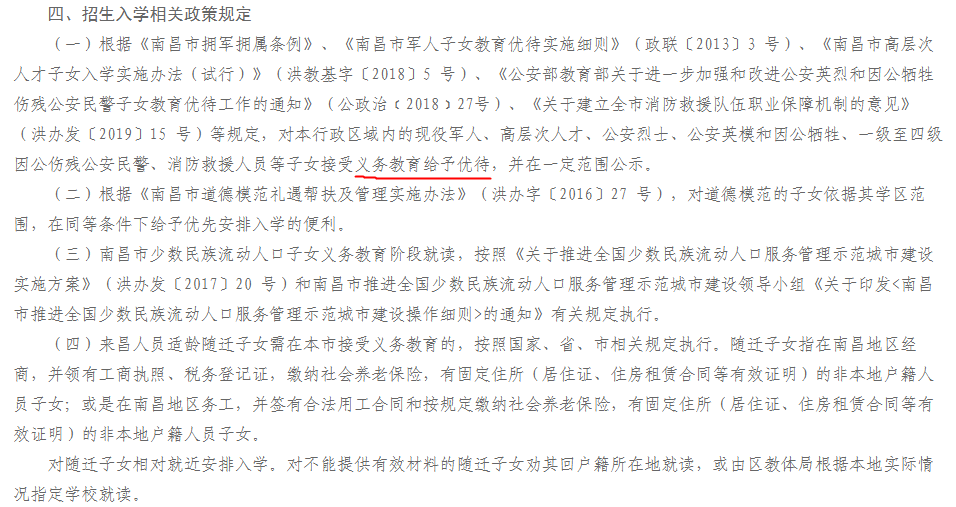 四、招生入学相关政策规定
（一）根据《南昌市拥军拥属条例》、《南昌市军人子女教育优待实施细则》（政联〔2013〕3 号）、《南昌市高层次
人才子女入学实施办法（试行）》（洪教基字〔2018〕5 号）、《公安部教育部关于进一步加强和改进公安英烈和因公牺牲
伤残公安民警子女教育优待工作的通知》（公政治﹝2018﹞27号）、《关于建立全市消防救援队伍职业保障机制的意见》
（洪办发〔2019〕15 号）等规定，对本行政区域内的现役军人、高层次人才、公安烈士、公安英模和因公牺牲、一级至四级
因公伤残公安民警、消防救援人员等子女接受义务教育给予优待，并在一定范围公示。
（二）根据《南昌市道德模范礼遇帮扶及管理实施办法》（洪办字〔2016〕27 号），对道德模范的子女依据其学区范
围，在同等条件下给予优先安排入学的便利。
（三）南昌市少数民族流动人口子女义务教育阶段就读，按照《关于推进全国少数民族流动人口服务管理示范城市建设
实施方案》（洪办发〔2017〕20 号）和南昌市推进全国少数民族流动人口服务管理示范城市建设领导小组《关于印发<南昌
市推进全国少数民族流动人口服务管理示范城市建设操作细则>的通知》有关规定执行。
（四）来昌人员适龄随迁子女需在本市接受义务教育的，按照国家、省、市相关规定执行。随迁子女指在南昌地区经
商，并领有工商执照、税务登记证，缴纳社会养老保险，有固定住所（居住证、住房租赁合同等有效证明）的非本地户籍人
员子女；或是在南昌地区务工，并签有合法用工合同和按规定缴纳社会养老保险，有固定住所（居住证、住房租赁合同等有
效证明）的非本地户籍人员子女。
对随迁子女相对就近安排入学。对不能提供有效材料的随迁子女劝其回户籍所在地就读，或由区教体局根据本地实际情
况指定学校就读。